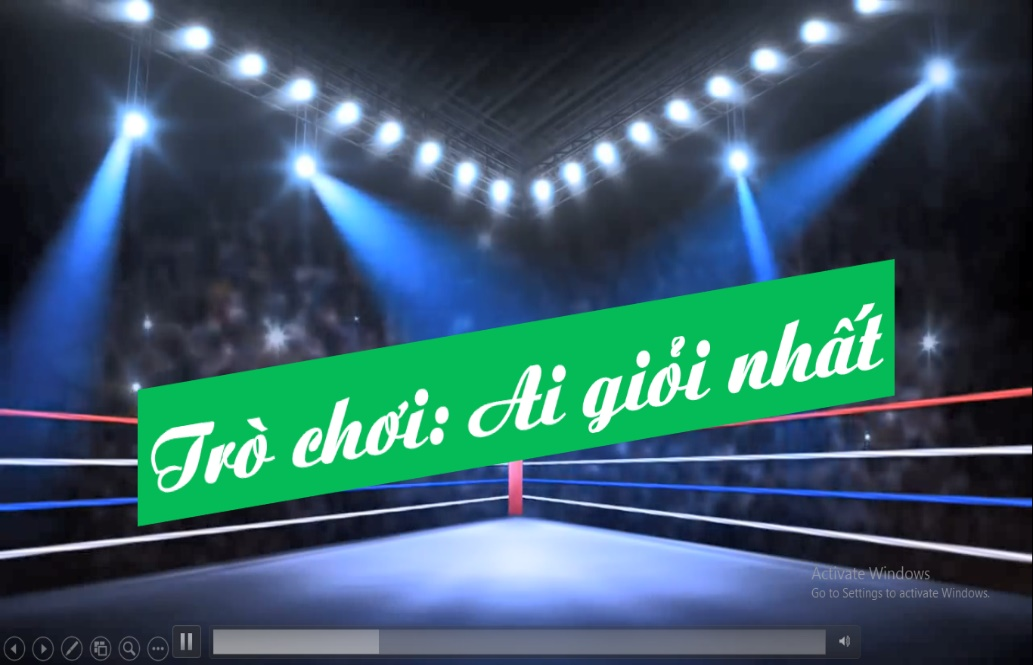 Trò chơi: Ai giỏi nhất
Activate Windows
Go to Settings to activate Windows.